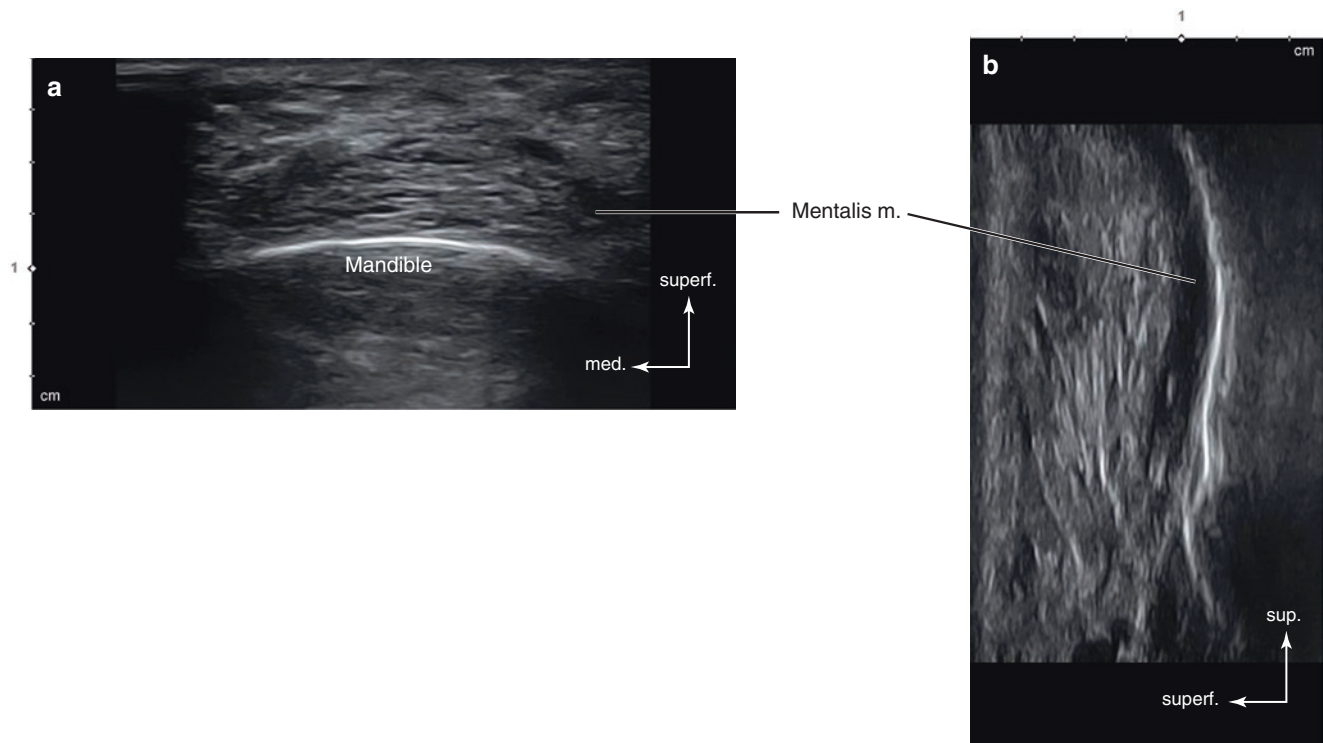 a
1
Mandible
superf.
med.
cm
Mentalis m.
1
cm
b
sup.
superf.